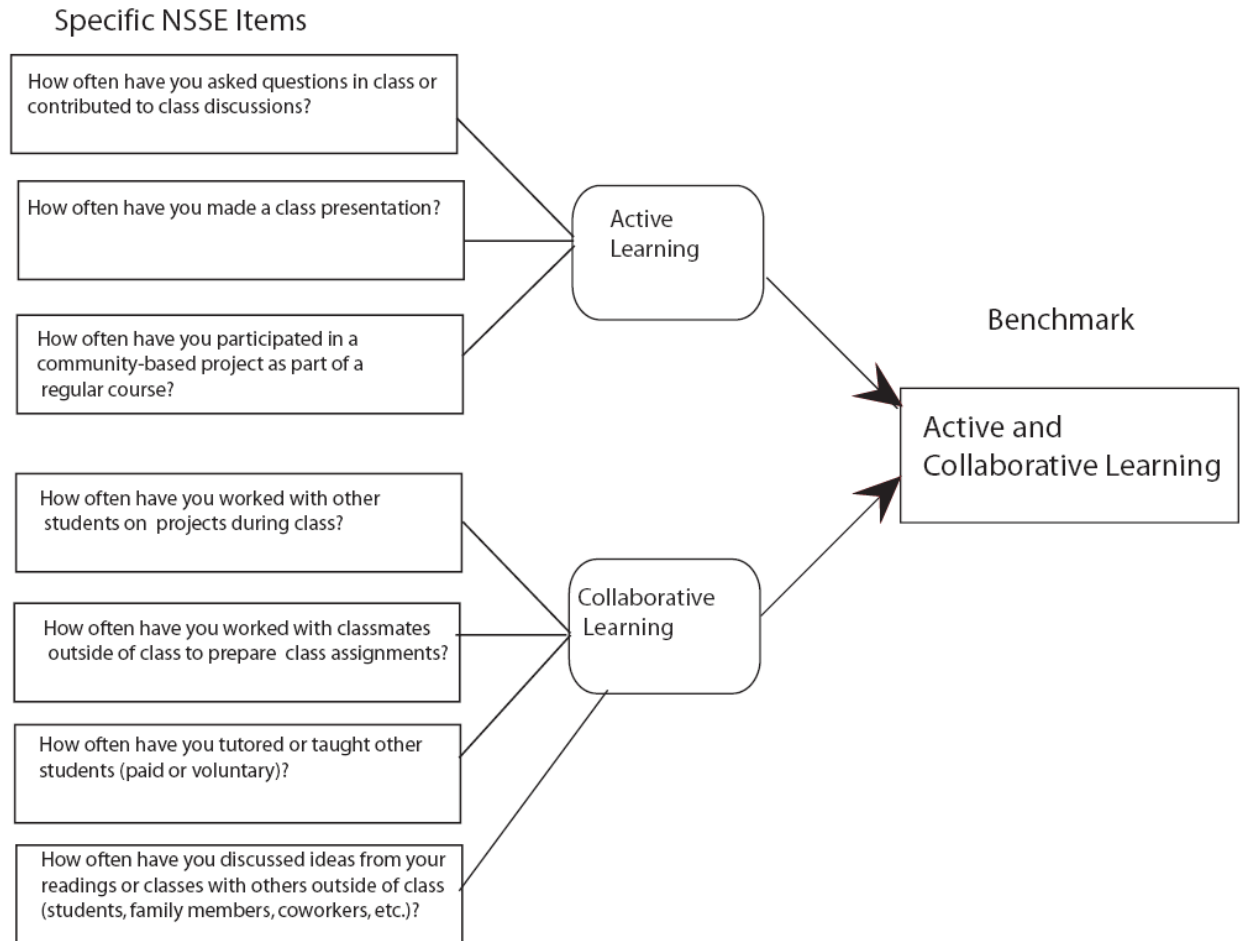 Specific NSSE Items
How often have you asked questions in class or
contributed to class discussions?
How often have you made a class presentation?
How often have you participated in a
community-based project as part of a
regular course?
Active
Learning
How often have you worked with other
students on projects during class?
How often have you worked with classmates
outside of class to prepare class assignments?
How often have you tutored or taught other
students (paid or voluntary)?
How often have you discussed ideas from your
readings or classes with others outside of class
(students, family members, coworkers, etc.)?
Collaborative
Learning
Benchmark
Active and
Collaborative Learning